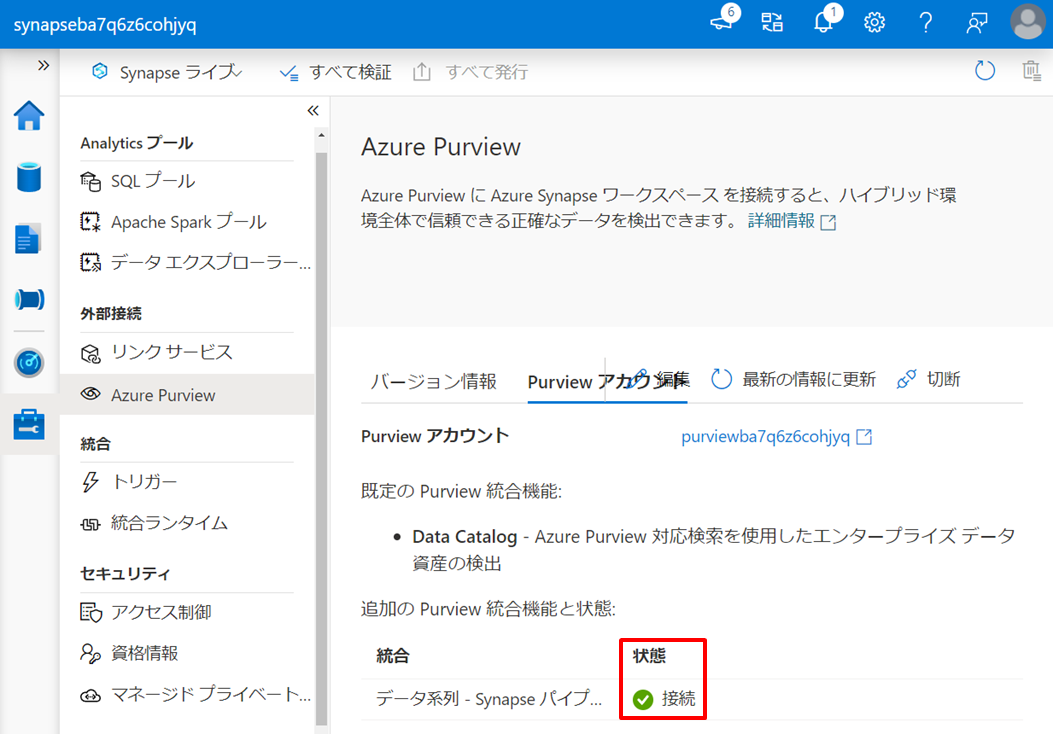 synapseba7q6z6cohjyq
6
1
Synapse ライブ
すべて検証
すべて発行
Analytics プール
SQL プール
Apache Spark プール
データ エクスプローラー...
外部接続
リンク サービス
Azure Purview
統合
トリガー
統合ランタイム
セキュリティ
アクセス制御
資格情報
マネージド プライベート...
Azure Purview
Azure Purview に Azure Synapse ワークスペース を接続すると、ハイブリッド環
境全体で信頼できる正確なデータを検出できます。 詳細情報
バージョン情報
Purview アカウント
編集
最新の情報に更新
切断
Purview アカウント
purviewba7q6z6cohjyq
既定の Purview 統合機能:
• Data Catalog - Azure Purview 対応検索を使用したエンタープライズ データ
資産の検出
追加の Purview 統合機能と状態:
統合
状態
データ系列 - Synapse パイプ...
接続